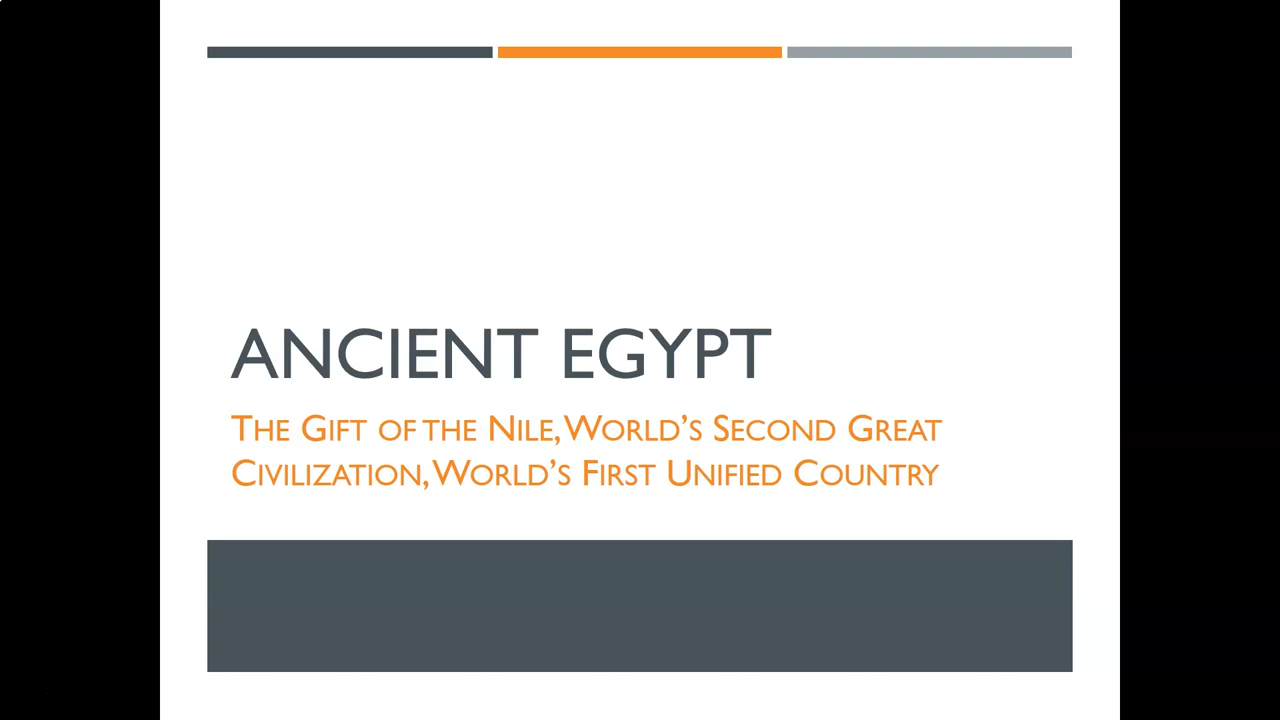 ANCIENT EGYPT
THE GIFT OF THE NILE, WORLD'S SECOND GREAT
CIVILIZATION, WORLD'S FIRST UNIFIED COUNTRY